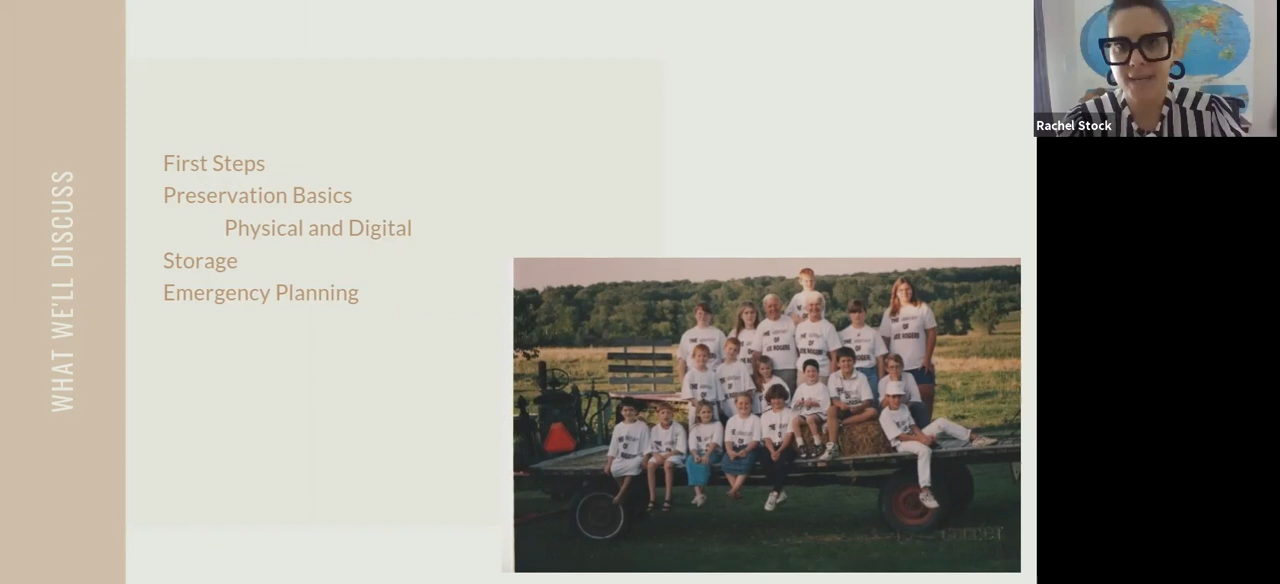 WHAT WE'LL DISCUSS
First Steps
Preservation Basics
Physical and Digital
Storage
Emergency Planning
Rachel Stock